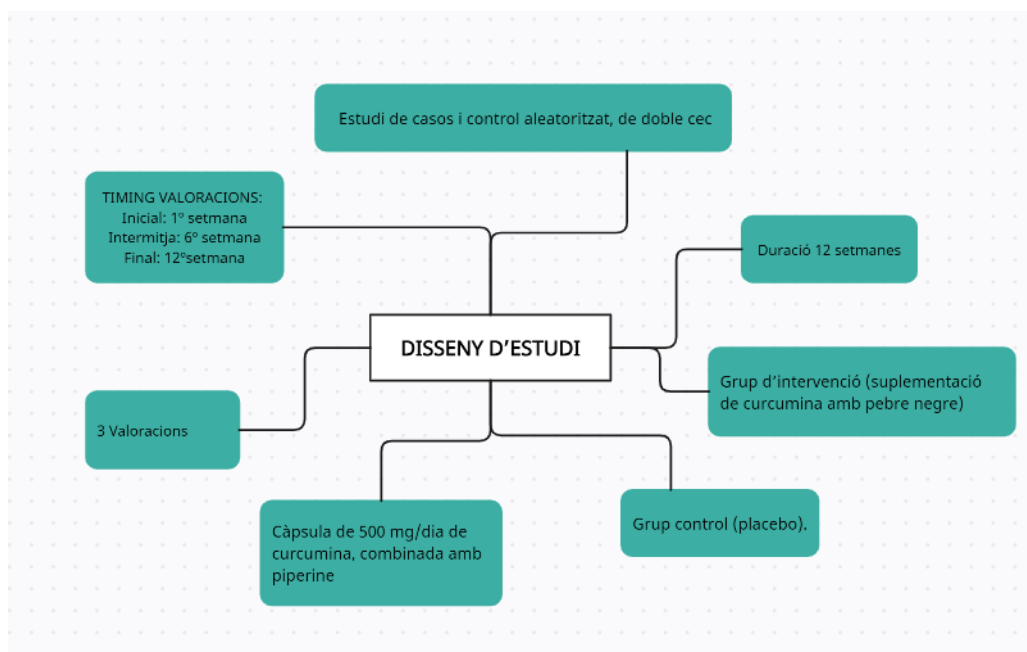 Estudi de casos i control aleatoritzat, de doble cec
TIMING VALORACIONS:
Inicial: 1º setmana
Intermitja: 6º setmana
Final: 12ºsetmana
Duració 12 setmanes
DISSENY D’ESTUDI
Grup d’intervenció (suplementació
de curcumina amb pebre negre)
3 Valoracions
Càpsula de 500 mg/dia de
curcumina, combinada amb
piperine
Grup control (placebo).